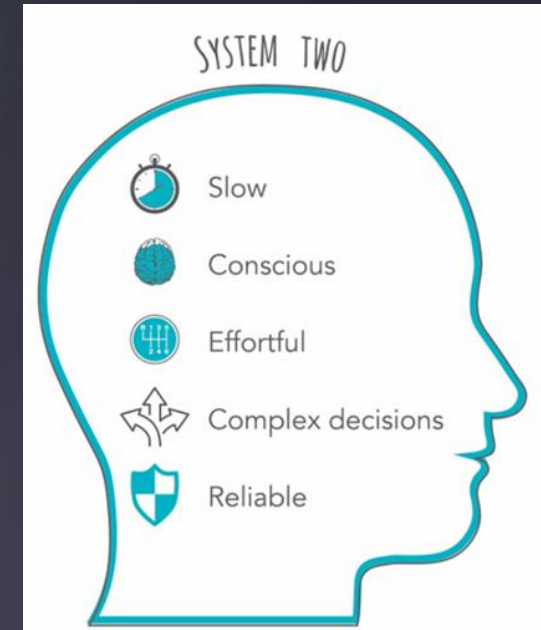 SYSTEM TWO
Slow
Conscious
Effortful
Complex decisions
Reliable